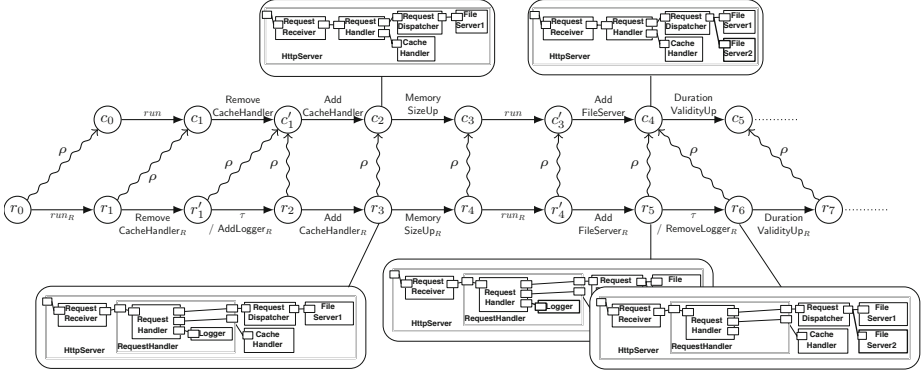 Request Receiver
Request Handler
Request Dispatcher
File Server1
Cache Handler
HttpServer
Request Receiver
Request Handler
Request Dispatcher
File Server1
Cache Handler
File Server2
HttpServer
c0 run c1 Remove CacheHandler c′1 Add CacheHandler c2 Memory SizeUp c3 run c′3 Add FileServer c4 Duration ValidityUp c5
ρ ρ ρ ρ ρ ρ ρ ρ ρ ρ
r0 runR r1 Remove CacheHandlerR r′1 τ / AddLoggerR r2 Add CacheHandlerR r3 Memory SizeUpR r4 runR r′4 Add FileServerR r5 τ / RemoveLoggerR r6 Duration ValidityUpR r7
Request Receiver
Request Handler
Logger
Request Dispatcher
File Server1
Cache Handler
RequestHandler
HttpServer
Request Receiver
Request Handler
Logger
Request
File
RequestHandler
HttpServer
Request Receiver
Request Handler
Request Dispatcher
File Server1
Cache Handler
File Server2
RequestHandler
HttpServer